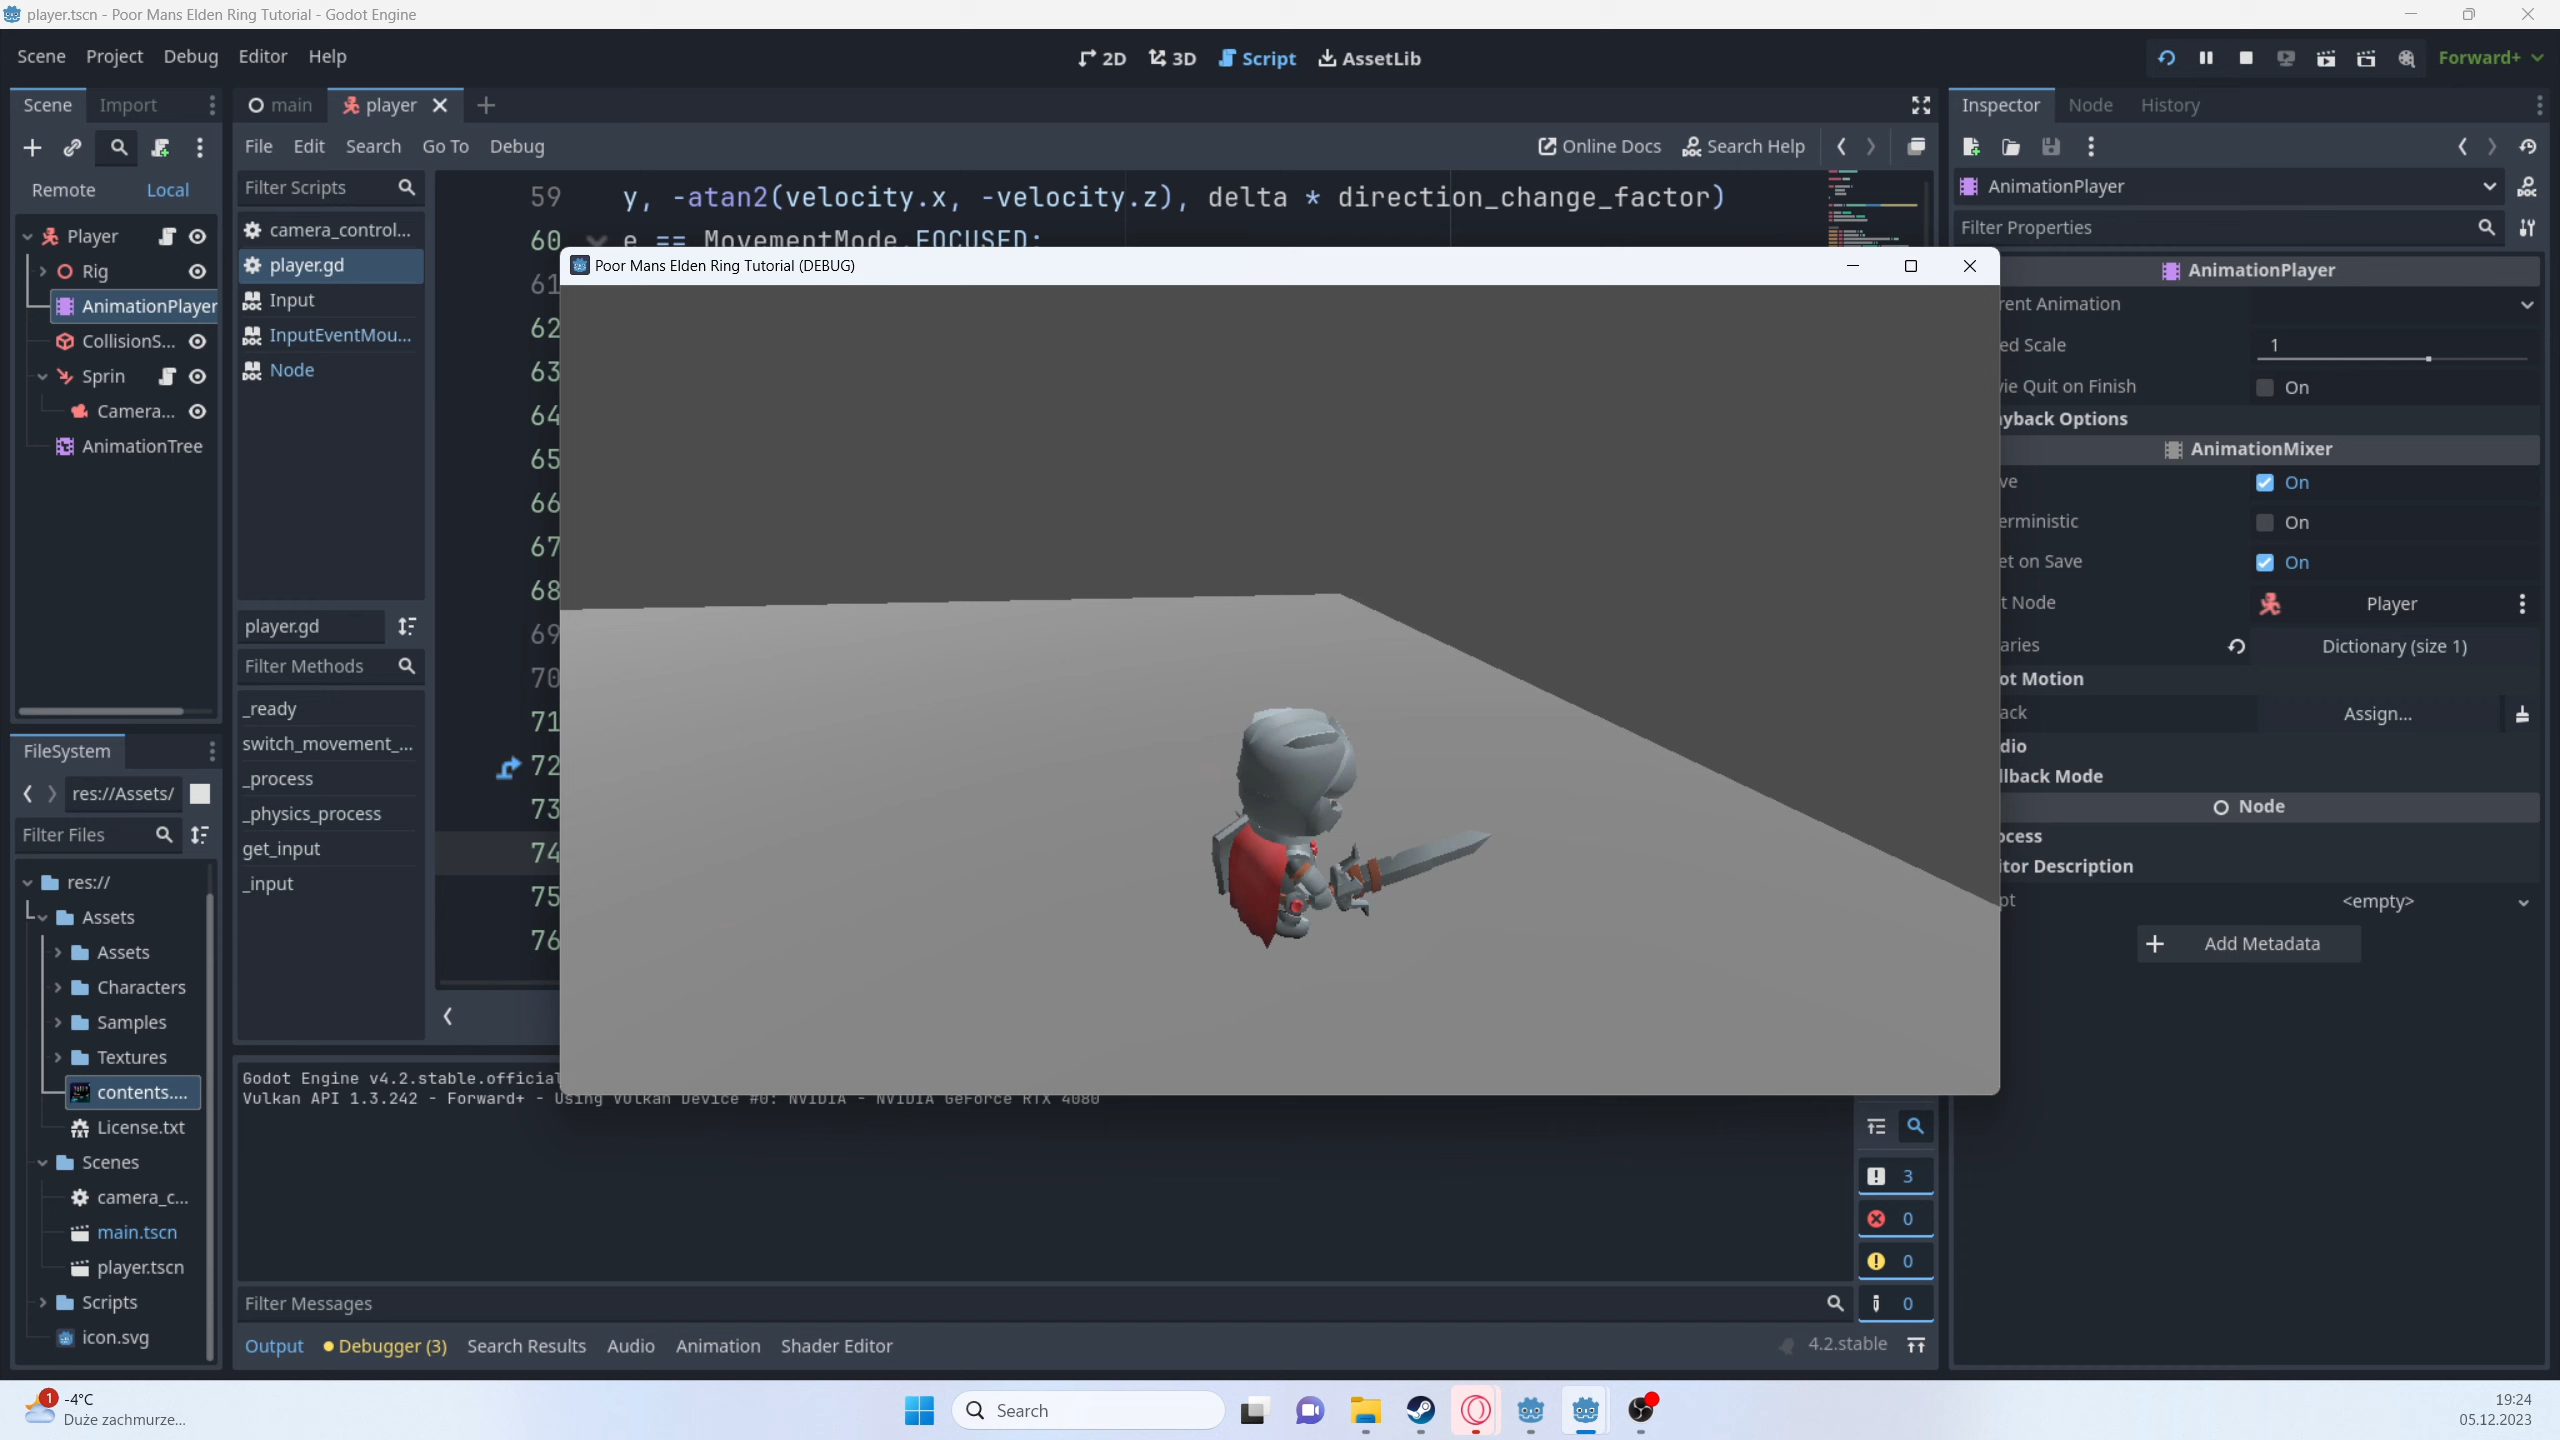 player.tscn - Poor Mans Elden Ring Tutorial - Godot Engine
Scene Project Debug Editor Help
2D 3D Script AssetLib
Forward+
Scene Import
main player
Inspector Node History
File Edit Search Go To Debug
Online Docs Search Help
Remote Local
Filter Scripts
AnimationPlayer
Filter Properties
Player
Rig
AnimationPlayer
CollisionS...
Sprin
Camera...
AnimationTree
camera_control...
player.gd
Input
InputEventMou...
Node
player.gd
Filter Methods
_ready
switch_movement_...
_process
_physics_process
get_input
_input
59 y, -atan2(velocity.x, -velocity.z), delta * direction_change_factor)
60 e == MovementMode.FOCUSED:
61
62
63
64
65
66
67
68
69
70
71
72
73
74
75
76
Poor Mans Elden Ring Tutorial (DEBUG)
AnimationPlayer
rent Animation
ed Scale 1
vie Quit on Finish On
yback Options
AnimationMixer
ve On
erministic On
et on Save On
t Node Player
aries Dictionary (size 1)
ot Motion
ack Assign...
dio
lback Mode
Node
ocess
itor Description
pt <empty>
Add Metadata
FileSystem
res://Assets/
Filter Files
res://
Assets
Assets
Characters
Samples
Textures
contents....
License.txt
Scenes
camera_c...
main.tscn
player.tscn
Scripts
icon.svg
Godot Engine v4.2.stable.official
Vulkan API 1.3.242 - Forward+ - Using Vulkan Device #0: NVIDIA - NVIDIA GeForce RTX 4080
3
0
0
0
Filter Messages
Output Debugger (3) Search Results Audio Animation Shader Editor
4.2.stable
1
-4°C
Duże zachmurze...
Search
19:24
05.12.2023